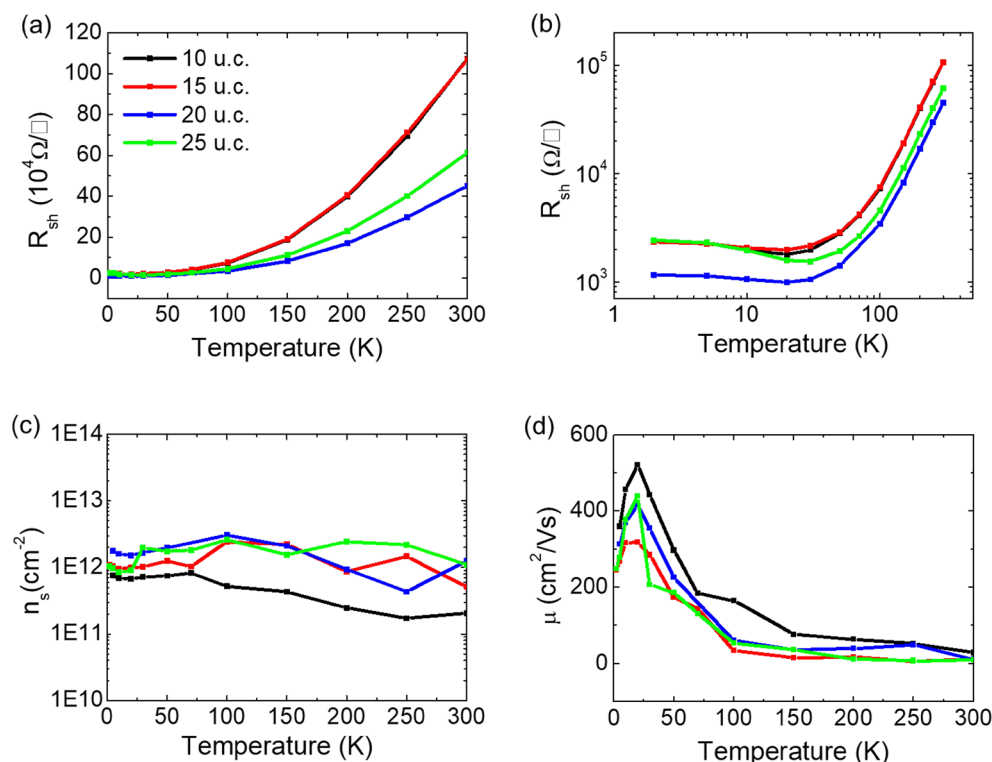 (a)
120
100
80
60
40
20
0
R_sh (10⁴Ω/□)
10 u.c.
15 u.c.
20 u.c.
25 u.c.
0 50 100 150 200 250 300
Temperature (K)
(b)
10⁵
10⁴
10³
R_sh (Ω/□)
1 10 100
Temperature (K)
(c)
1E14
1E13
1E12
1E11
1E10
n_s(cm⁻²)
0 50 100 150 200 250 300
Temperature (K)
(d)
600
400
200
0
μ (cm²/Vs)
0 50 100 150 200 250 300
Temperature (K)